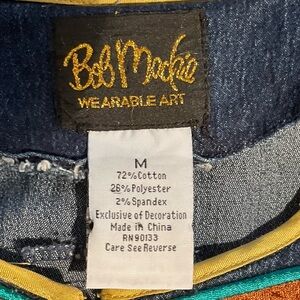 Bob Mackie
WEARABLE ART
M
72%Cotton
26%Polyester
2%Spandex
Exclusive of Decoration
Made in China
RN90133
Care See Reverse